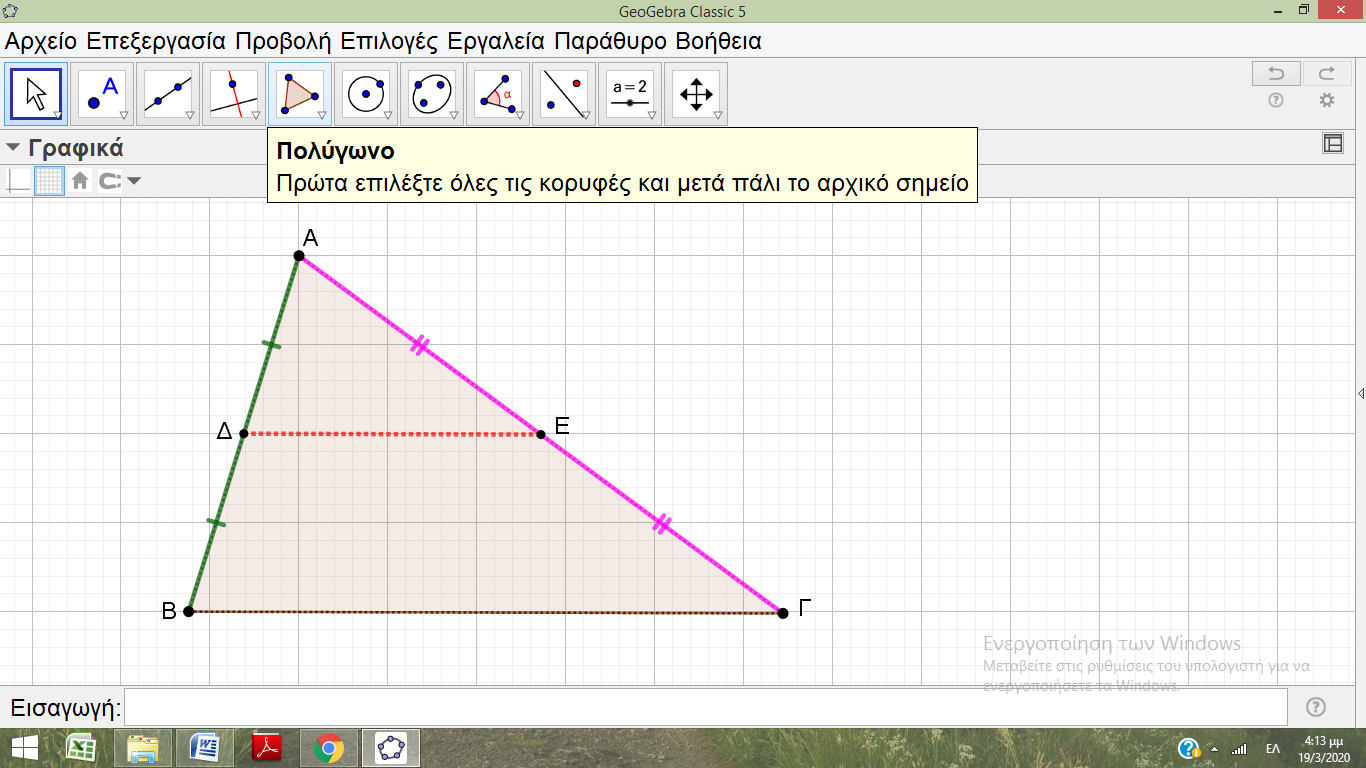 GeoGebra Classic 5
Αρχείο Επεξεργασία Προβολή Επιλογές Εργαλεία Παράθυρο Βοήθεια
A
α
a = 2
Γραφικά
Πολύγωνο
Πρώτα επιλέξτε όλες τις κορυφές και μετά πάλι το αρχικό σημείο
Α
Δ
Ε
Β
Γ
Ενεργοποίηση των Windows
Μεταβείτε στις ρυθμίσεις του υπολογιστή για να
ενεργοποιήσετε τα Windows.
Εισαγωγή:
ΕΛ
4:13 μμ
19/3/2020